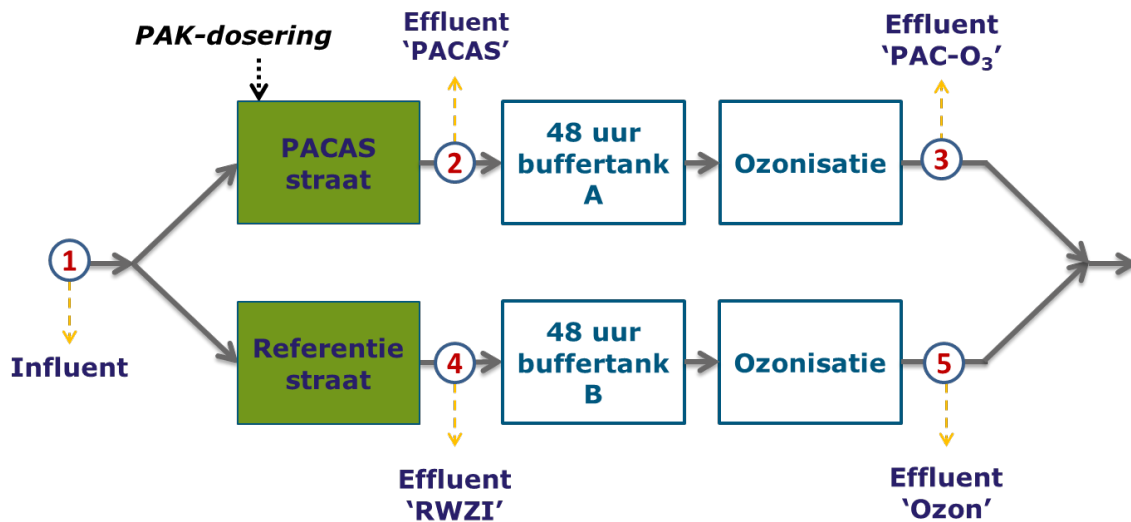 PAK-dosering
Effluent
‘PACAS’
Effluent
‘PAC-O₃’
PACAS
straat
2
48 uur
buffertank
A
Ozonisatie
3
1
Influent
Referentie
straat
4
48 uur
buffertank
B
Ozonisatie
5
Effluent
‘RWZI’
Effluent
‘Ozon’